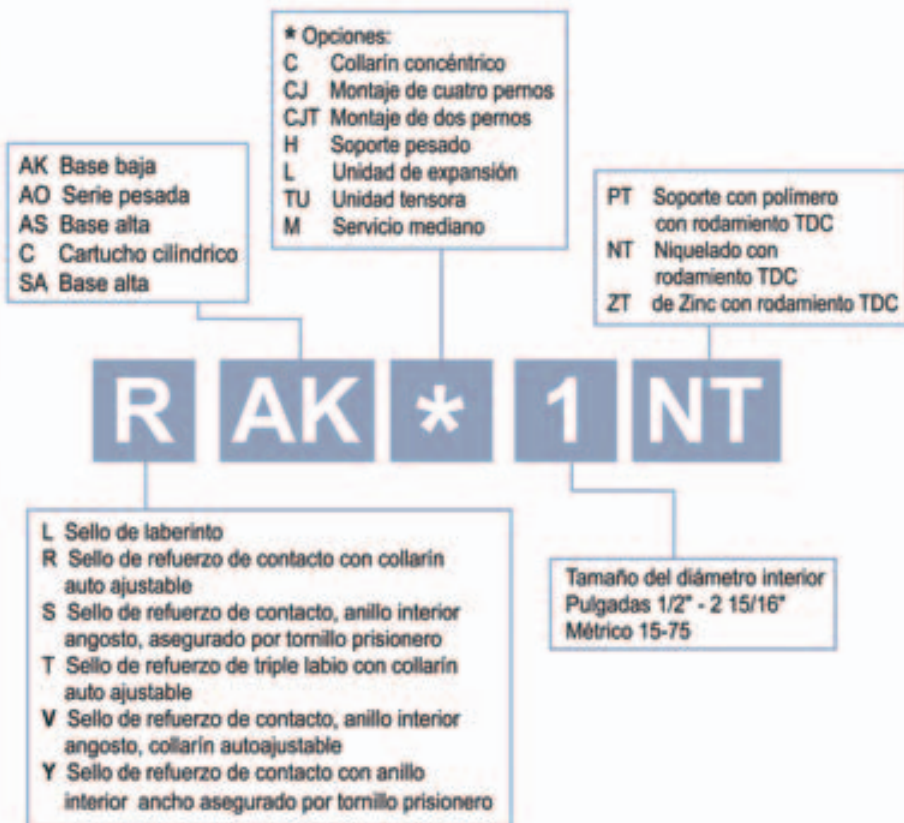 * Opciones:
C Collarín concéntrico
CJ Montaje de cuatro pernos
CJT Montaje de dos pernos
H Soporte pesado
L Unidad de expansión
TU Unidad tensora
M Servicio mediano
AK Base baja
AO Serie pesada
AS Base alta
C Cartucho cilíndrico
SA Base alta
PT Soporte con polímero
con rodamiento TDC
NT Niquelado con
rodamiento TDC
ZT de Zinc con rodamiento TDC
R AK * 1 NT
L Sello de laberinto
R Sello de refuerzo de contacto con collarín
auto ajustable
S Sello de refuerzo de contacto, anillo interior
angosto, asegurado por tornillo prisionero
T Sello de refuerzo de triple labio con collarín
auto ajustable
V Sello de refuerzo de contacto, anillo interior
angosto, collarín autoajustable
Y Sello de refuerzo de contacto con anillo
interior ancho asegurado por tornillo prisionero
Tamaño del diámetro interior
Pulgadas 1/2" - 2 15/16"
Métrico 15-75